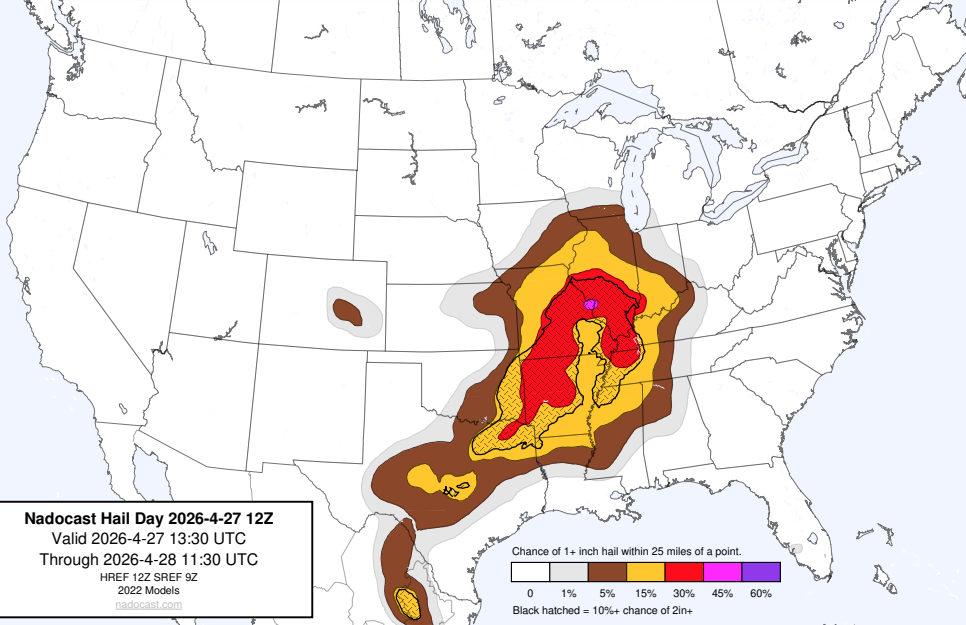 Nadocast Hail Day 2026-4-27 12Z
Valid 2026-4-27 13:30 UTC
Through 2026-4-28 11:30 UTC
HREF 12Z SREF 9Z
2022 Models
nadocast.com
Chance of 1+ inch hail within 25 miles of a point.
0 1% 5% 15% 30% 45% 60%
Black hatched = 10%+ chance of 2in+